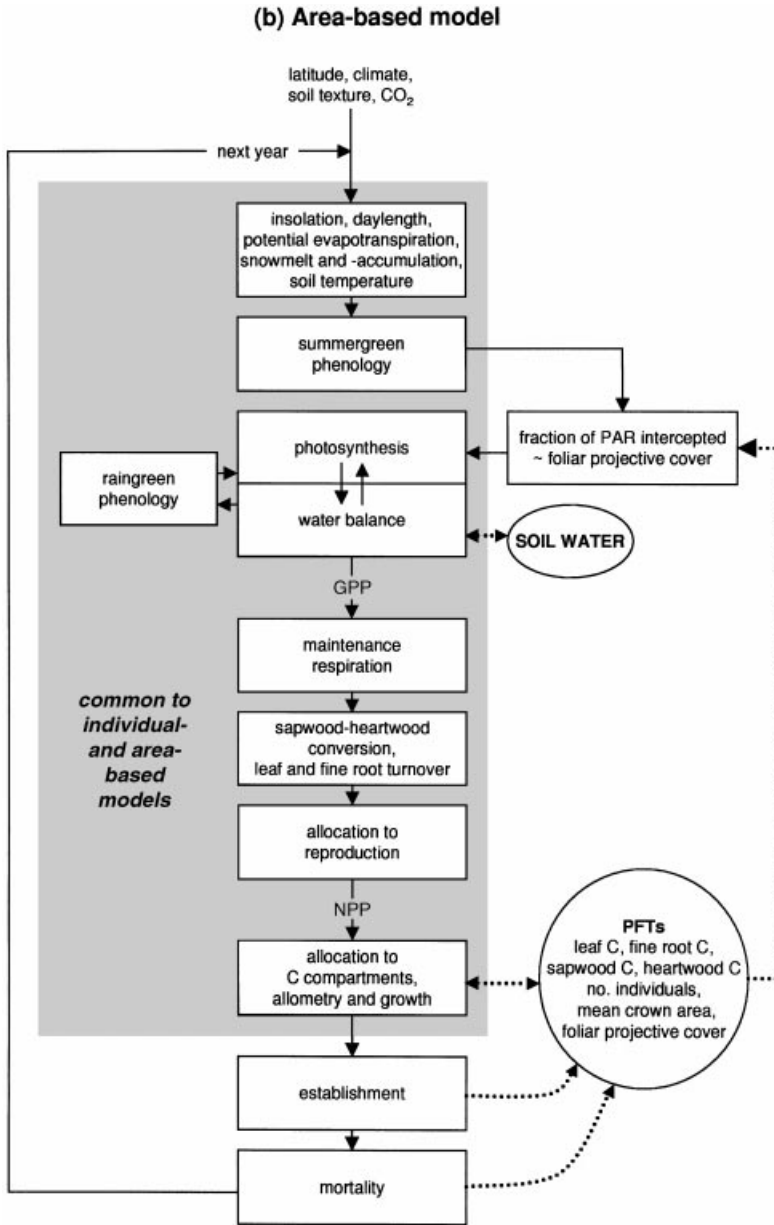 (b) Area-based model
latitude, climate,
soil texture, CO₂
next year
insolation, daylength,
potential evapotranspiration,
snowmelt and -accumulation,
soil temperature
summergreen
phenology
photosynthesis
fraction of PAR intercepted
~ foliar projective cover
raingreen
phenology
water balance
SOIL WATER
GPP
maintenance
respiration
common to
individual-
and area-
based
models
sapwood-heartwood
conversion,
leaf and fine root turnover
allocation to
reproduction
NPP
PFTs
leaf C, fine root C,
sapwood C, heartwood C
no. individuals,
mean crown area,
foliar projective cover
allocation to
C compartments,
allometry and growth
establishment
mortality